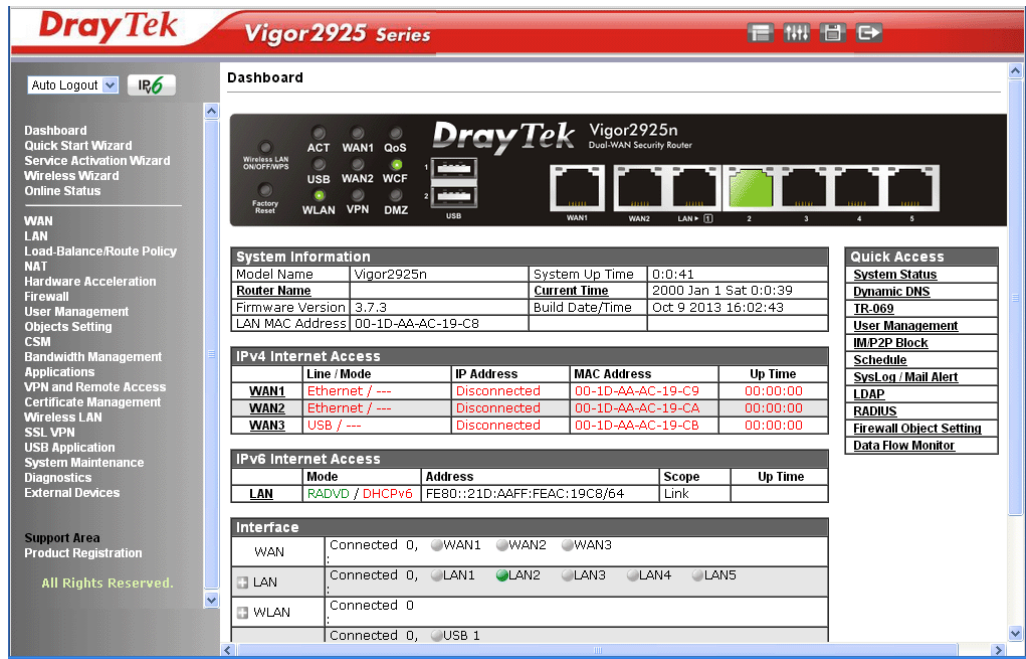 DrayTek
Vigor2925 Series
Auto Logout
IPv6
Dashboard
Quick Start Wizard
Service Activation Wizard
Wireless Wizard
Online Status
WAN
LAN
Load-Balance/Route Policy
NAT
Hardware Acceleration
Firewall
User Management
Objects Setting
CSM
Bandwidth Management
Applications
VPN and Remote Access
Certificate Management
Wireless LAN
SSL VPN
USB Application
System Maintenance
Diagnostics
External Devices
Support Area
Product Registration
All Rights Reserved.
Dashboard
DrayTek Vigor2925n
Dual-WAN Security Router
Wireless LAN
ON/OFF/WPS
Factory
Reset
ACT WAN1 QoS
USB WAN2 WCF
WLAN VPN DMZ
1
2
USB
WAN1 WAN2 LAN 1 2 3 4 5
System Information
Model Name Vigor2925n System Up Time 0:0:41
Router Name Current Time 2000 Jan 1 Sat 0:0:39
Firmware Version 3.7.3 Build Date/Time Oct 9 2013 16:02:43
LAN MAC Address 00-1D-AA-AC-19-C8
IPv4 Internet Access
Line / Mode IP Address MAC Address Up Time
WAN1 Ethernet / --- Disconnected 00-1D-AA-AC-19-C9 00:00:00
WAN2 Ethernet / --- Disconnected 00-1D-AA-AC-19-CA 00:00:00
WAN3 USB / --- Disconnected 00-1D-AA-AC-19-CB 00:00:00
IPv6 Internet Access
Mode Address Scope Up Time
LAN RADVD / DHCPv6 FE80::21D:AAFF:FEAC:19C8/64 Link
Interface
WAN Connected 0, WAN1 WAN2 WAN3
:
LAN Connected 0, LAN1 LAN2 LAN3 LAN4 LAN5
:
WLAN Connected 0
:
Connected 0, USB 1
Quick Access
System Status
Dynamic DNS
TR-069
User Management
IM/P2P Block
Schedule
SysLog / Mail Alert
LDAP
RADIUS
Firewall Object Setting
Data Flow Monitor